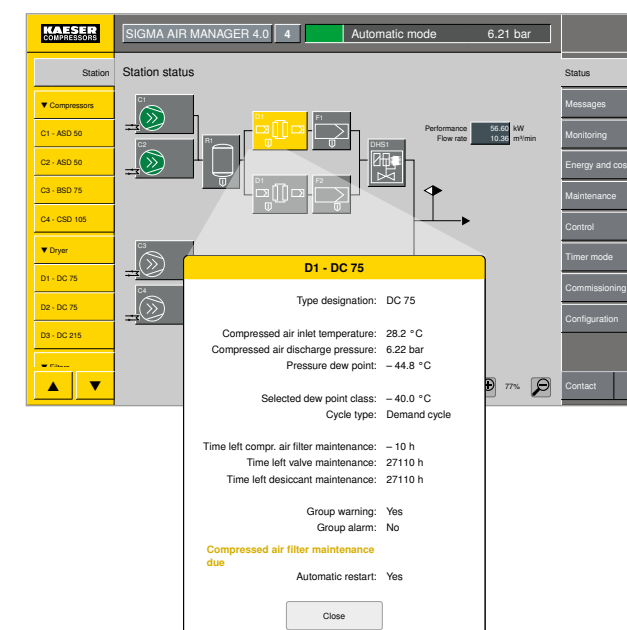 KAESER
COMPRESSORS
SIGMA AIR MANAGER 4.0
4
Automatic mode
6.21 bar
Station
Station status
Status
▼ Compressors
C1 - ASD 50
C2 - ASD 50
C3 - BSD 75
C4 - CSD 105
▼ Dryer
D1 - DC 75
D2 - DC 75
D3 - DC 215
▲
▼
C1
C2
R1
D1
F1
D1
F2
DHS1
C3
C4
Performance 56.60 kW
Flow rate 10.36 m³/min
Messages
Monitoring
Energy and cos
Maintenance
Control
Timer mode
Commissioning
Configuration
Contact
77%
D1 - DC 75
Type designation: DC 75
Compressed air inlet temperature: 28.2 °C
Compressed air discharge pressure: 6.22 bar
Pressure dew point: – 44.8 °C
Selected dew point class: – 40.0 °C
Cycle type: Demand cycle
Time left compr. air filter maintenance: – 10 h
Time left valve maintenance: 27110 h
Time left desiccant maintenance: 27110 h
Group warning: Yes
Group alarm: No
Compressed air filter maintenance
due
Automatic restart: Yes
Close